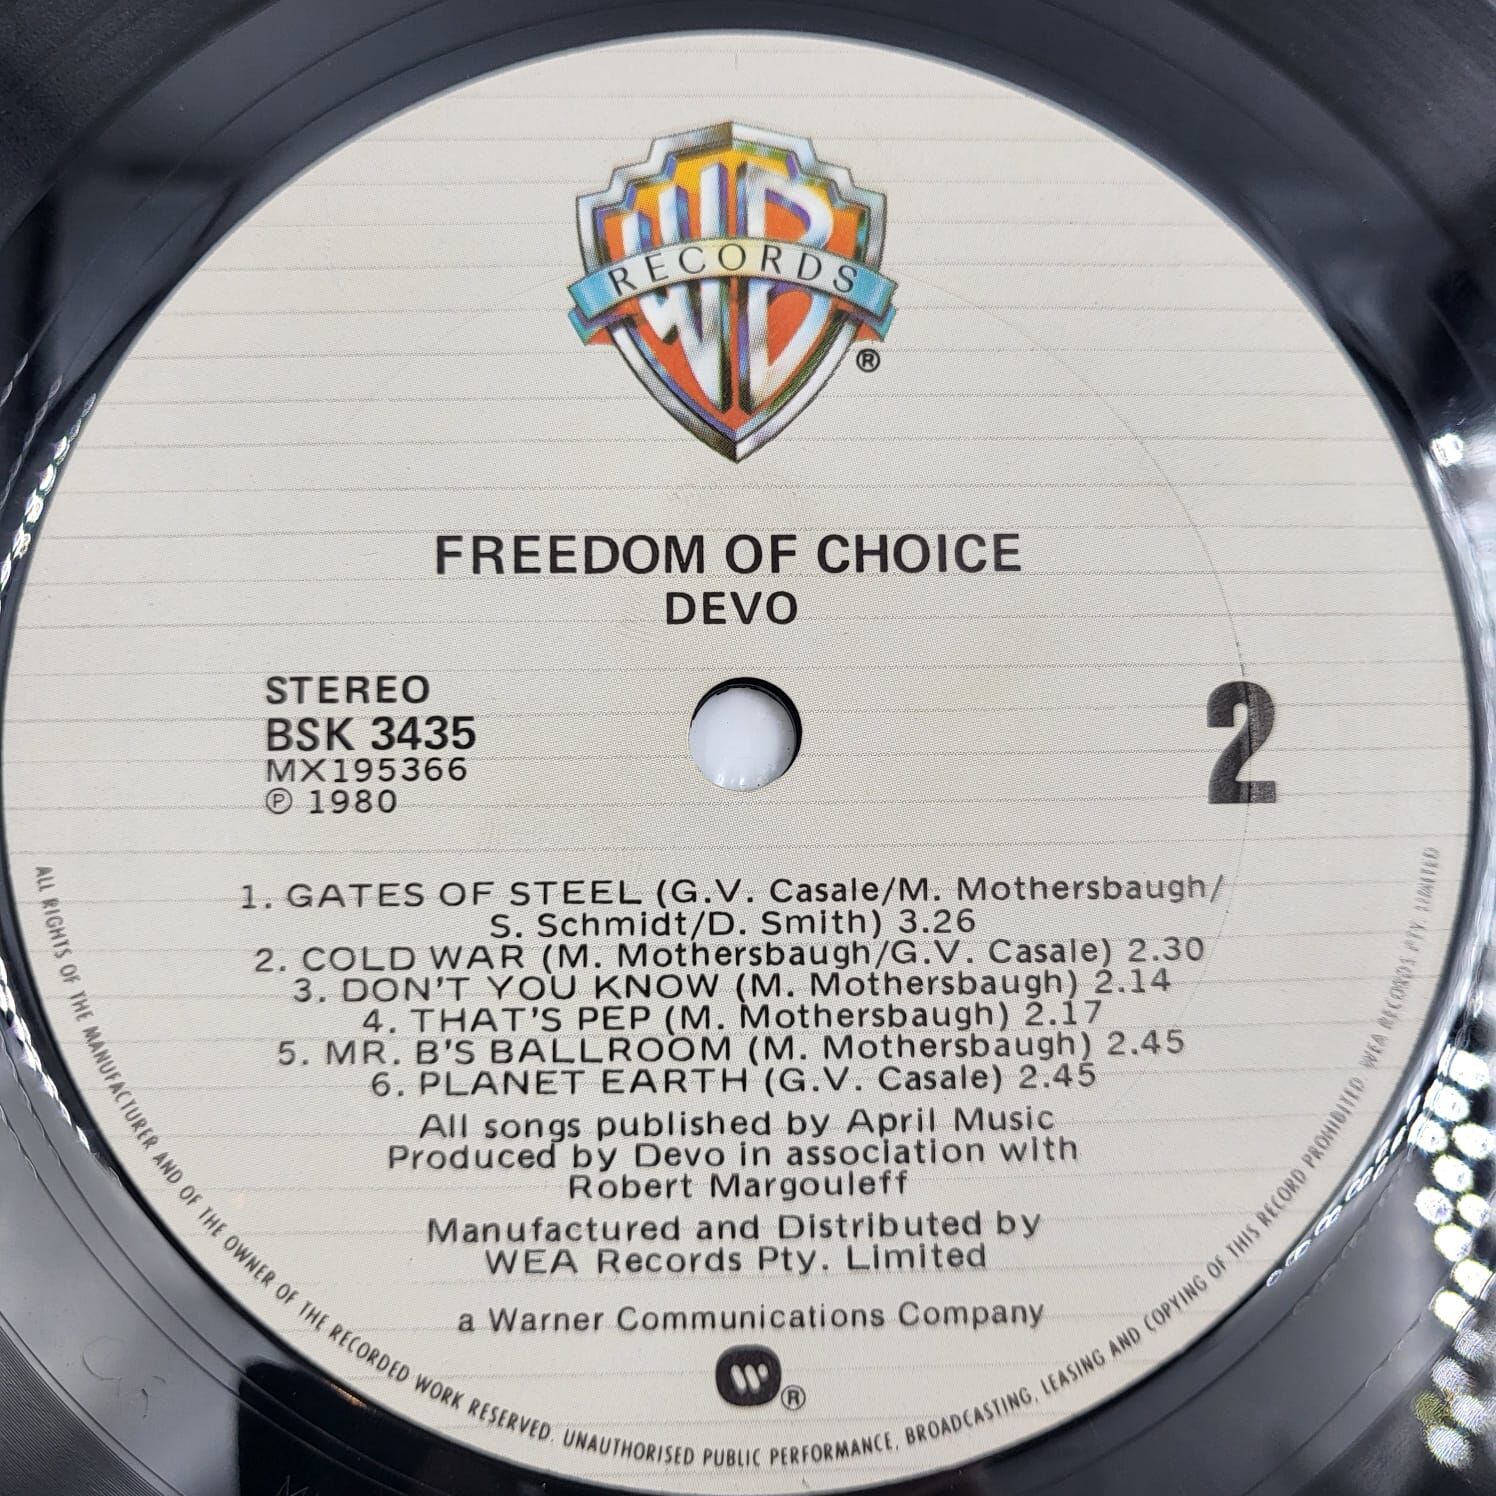 WB
RECORDS
®
FREEDOM OF CHOICE
DEVO
STEREO
BSK 3435
MX195366
℗ 1980
2
1. GATES OF STEEL (G.V. Casale/M. Mothersbaugh/
S. Schmidt/D. Smith) 3.26
2. COLD WAR (M. Mothersbaugh/G.V. Casale) 2.30
3. DON'T YOU KNOW (M. Mothersbaugh) 2.14
4. THAT'S PEP (M. Mothersbaugh) 2.17
5. MR. B'S BALLROOM (M. Mothersbaugh) 2.45
6. PLANET EARTH (G.V. Casale) 2.45
All songs published by April Music
Produced by Devo in association with
Robert Margouleff
Manufactured and Distributed by
WEA Records Pty. Limited
a Warner Communications Company
W ®
ALL RIGHTS OF THE MANUFACTURER AND OF THE OWNER OF THE RECORDED WORK RESERVED. UNAUTHORISED PUBLIC PERFORMANCE, BROADCASTING, LEASING AND COPYING OF THIS RECORD PROHIBITED. WEA RECORDS PTY. LIMITED